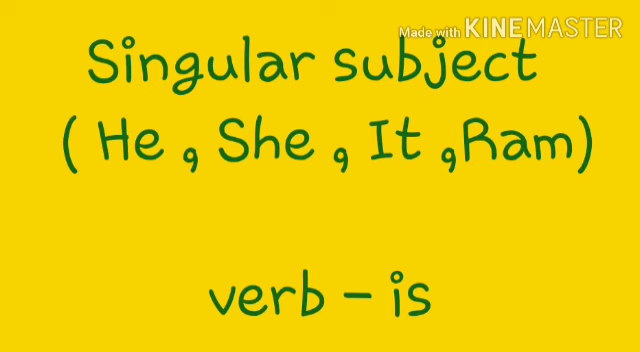 Made with KINEMASTER
Singular subject
( He , She , It ,Ram)
verb - is